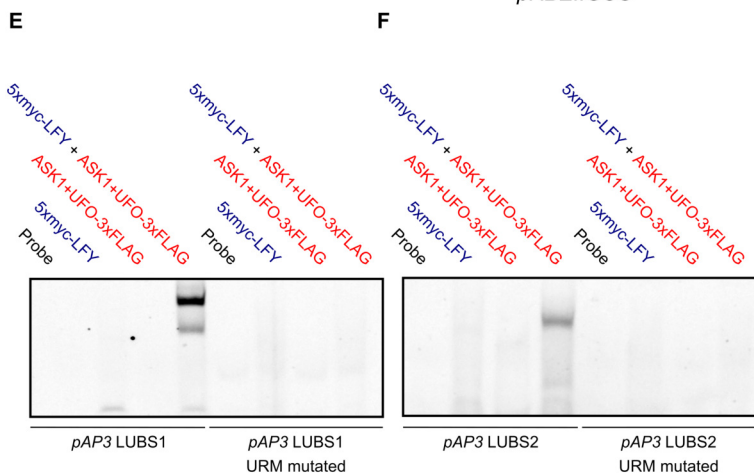 E
F
5xmyc-LFY + ASK1+UFO-3xFLAG
ASK1+UFO-3xFLAG
5xmyc-LFY
Probe
5xmyc-LFY + ASK1+UFO-3xFLAG
ASK1+UFO-3xFLAG
5xmyc-LFY
Probe
5xmyc-LFY + ASK1+UFO-3xFLAG
ASK1+UFO-3xFLAG
5xmyc-LFY
Probe
5xmyc-LFY + ASK1+UFO-3xFLAG
ASK1+UFO-3xFLAG
5xmyc-LFY
Probe
pAP3 LUBS1
pAP3 LUBS1
URM mutated
pAP3 LUBS2
pAP3 LUBS2
URM mutated